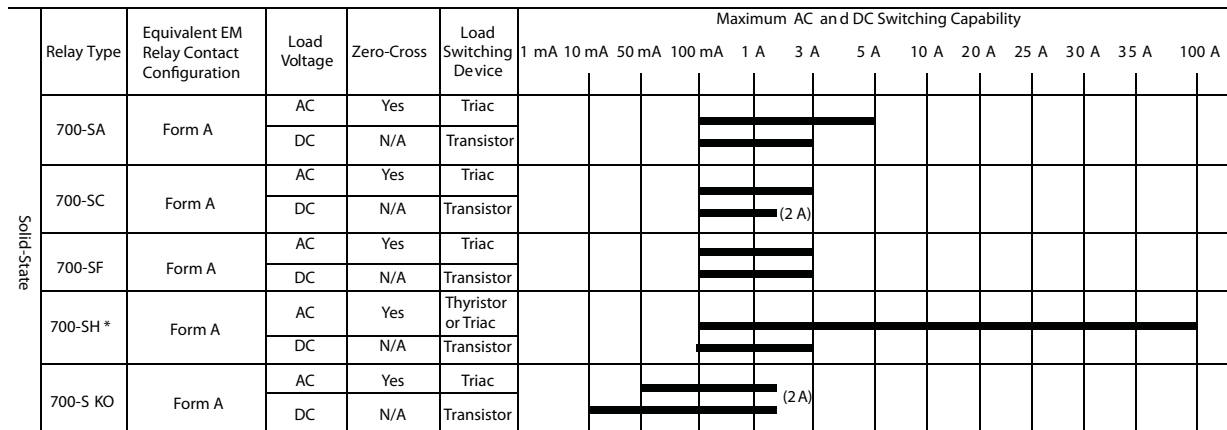 Maximum AC and DC Switching Capability
Relay Type
Equivalent EM
Relay Contact
Configuration
Load
Voltage
Zero-Cross
Load
Switching
Device
1 mA 10 mA 50 mA 100 mA 1 A 3 A 5 A 10 A 20 A 25 A 30 A 35 A 100 A
Solid-State
700-SA Form A
AC Yes Triac
DC N/A Transistor
700-SC Form A
AC Yes Triac
DC N/A Transistor (2 A)
700-SF Form A
AC Yes Triac
DC N/A Transistor
700-SH * Form A
AC Yes Thyristor
or Triac
DC N/A Transistor
700-S KO Form A
AC Yes Triac
(2 A)
DC N/A Transistor